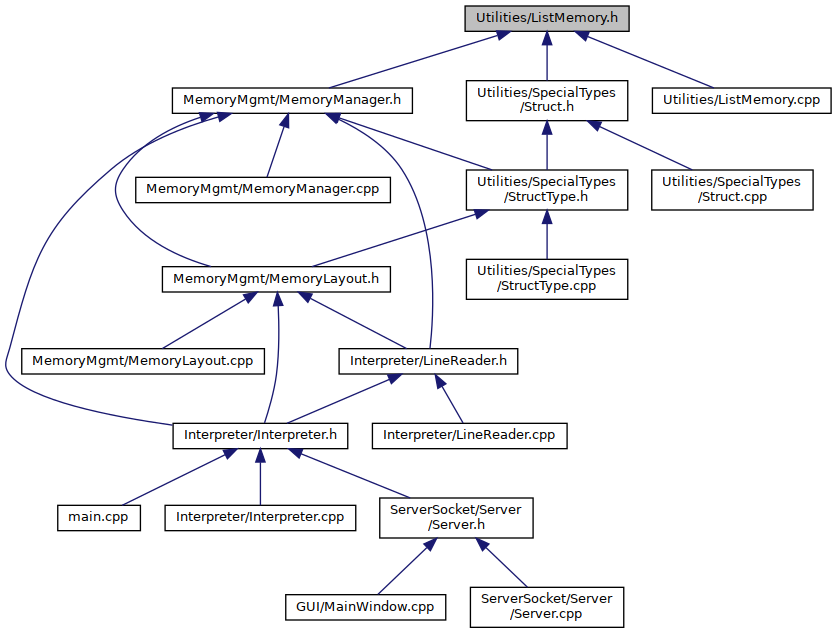 Utilities/ListMemory.h
MemoryMgmt/MemoryManager.h
Utilities/SpecialTypes
/Struct.h
Utilities/ListMemory.cpp
MemoryMgmt/MemoryManager.cpp
Utilities/SpecialTypes
/StructType.h
Utilities/SpecialTypes
/Struct.cpp
MemoryMgmt/MemoryLayout.h
Utilities/SpecialTypes
/StructType.cpp
MemoryMgmt/MemoryLayout.cpp
Interpreter/LineReader.h
Interpreter/Interpreter.h
Interpreter/LineReader.cpp
main.cpp
Interpreter/Interpreter.cpp
ServerSocket/Server
/Server.h
GUI/MainWindow.cpp
ServerSocket/Server
/Server.cpp